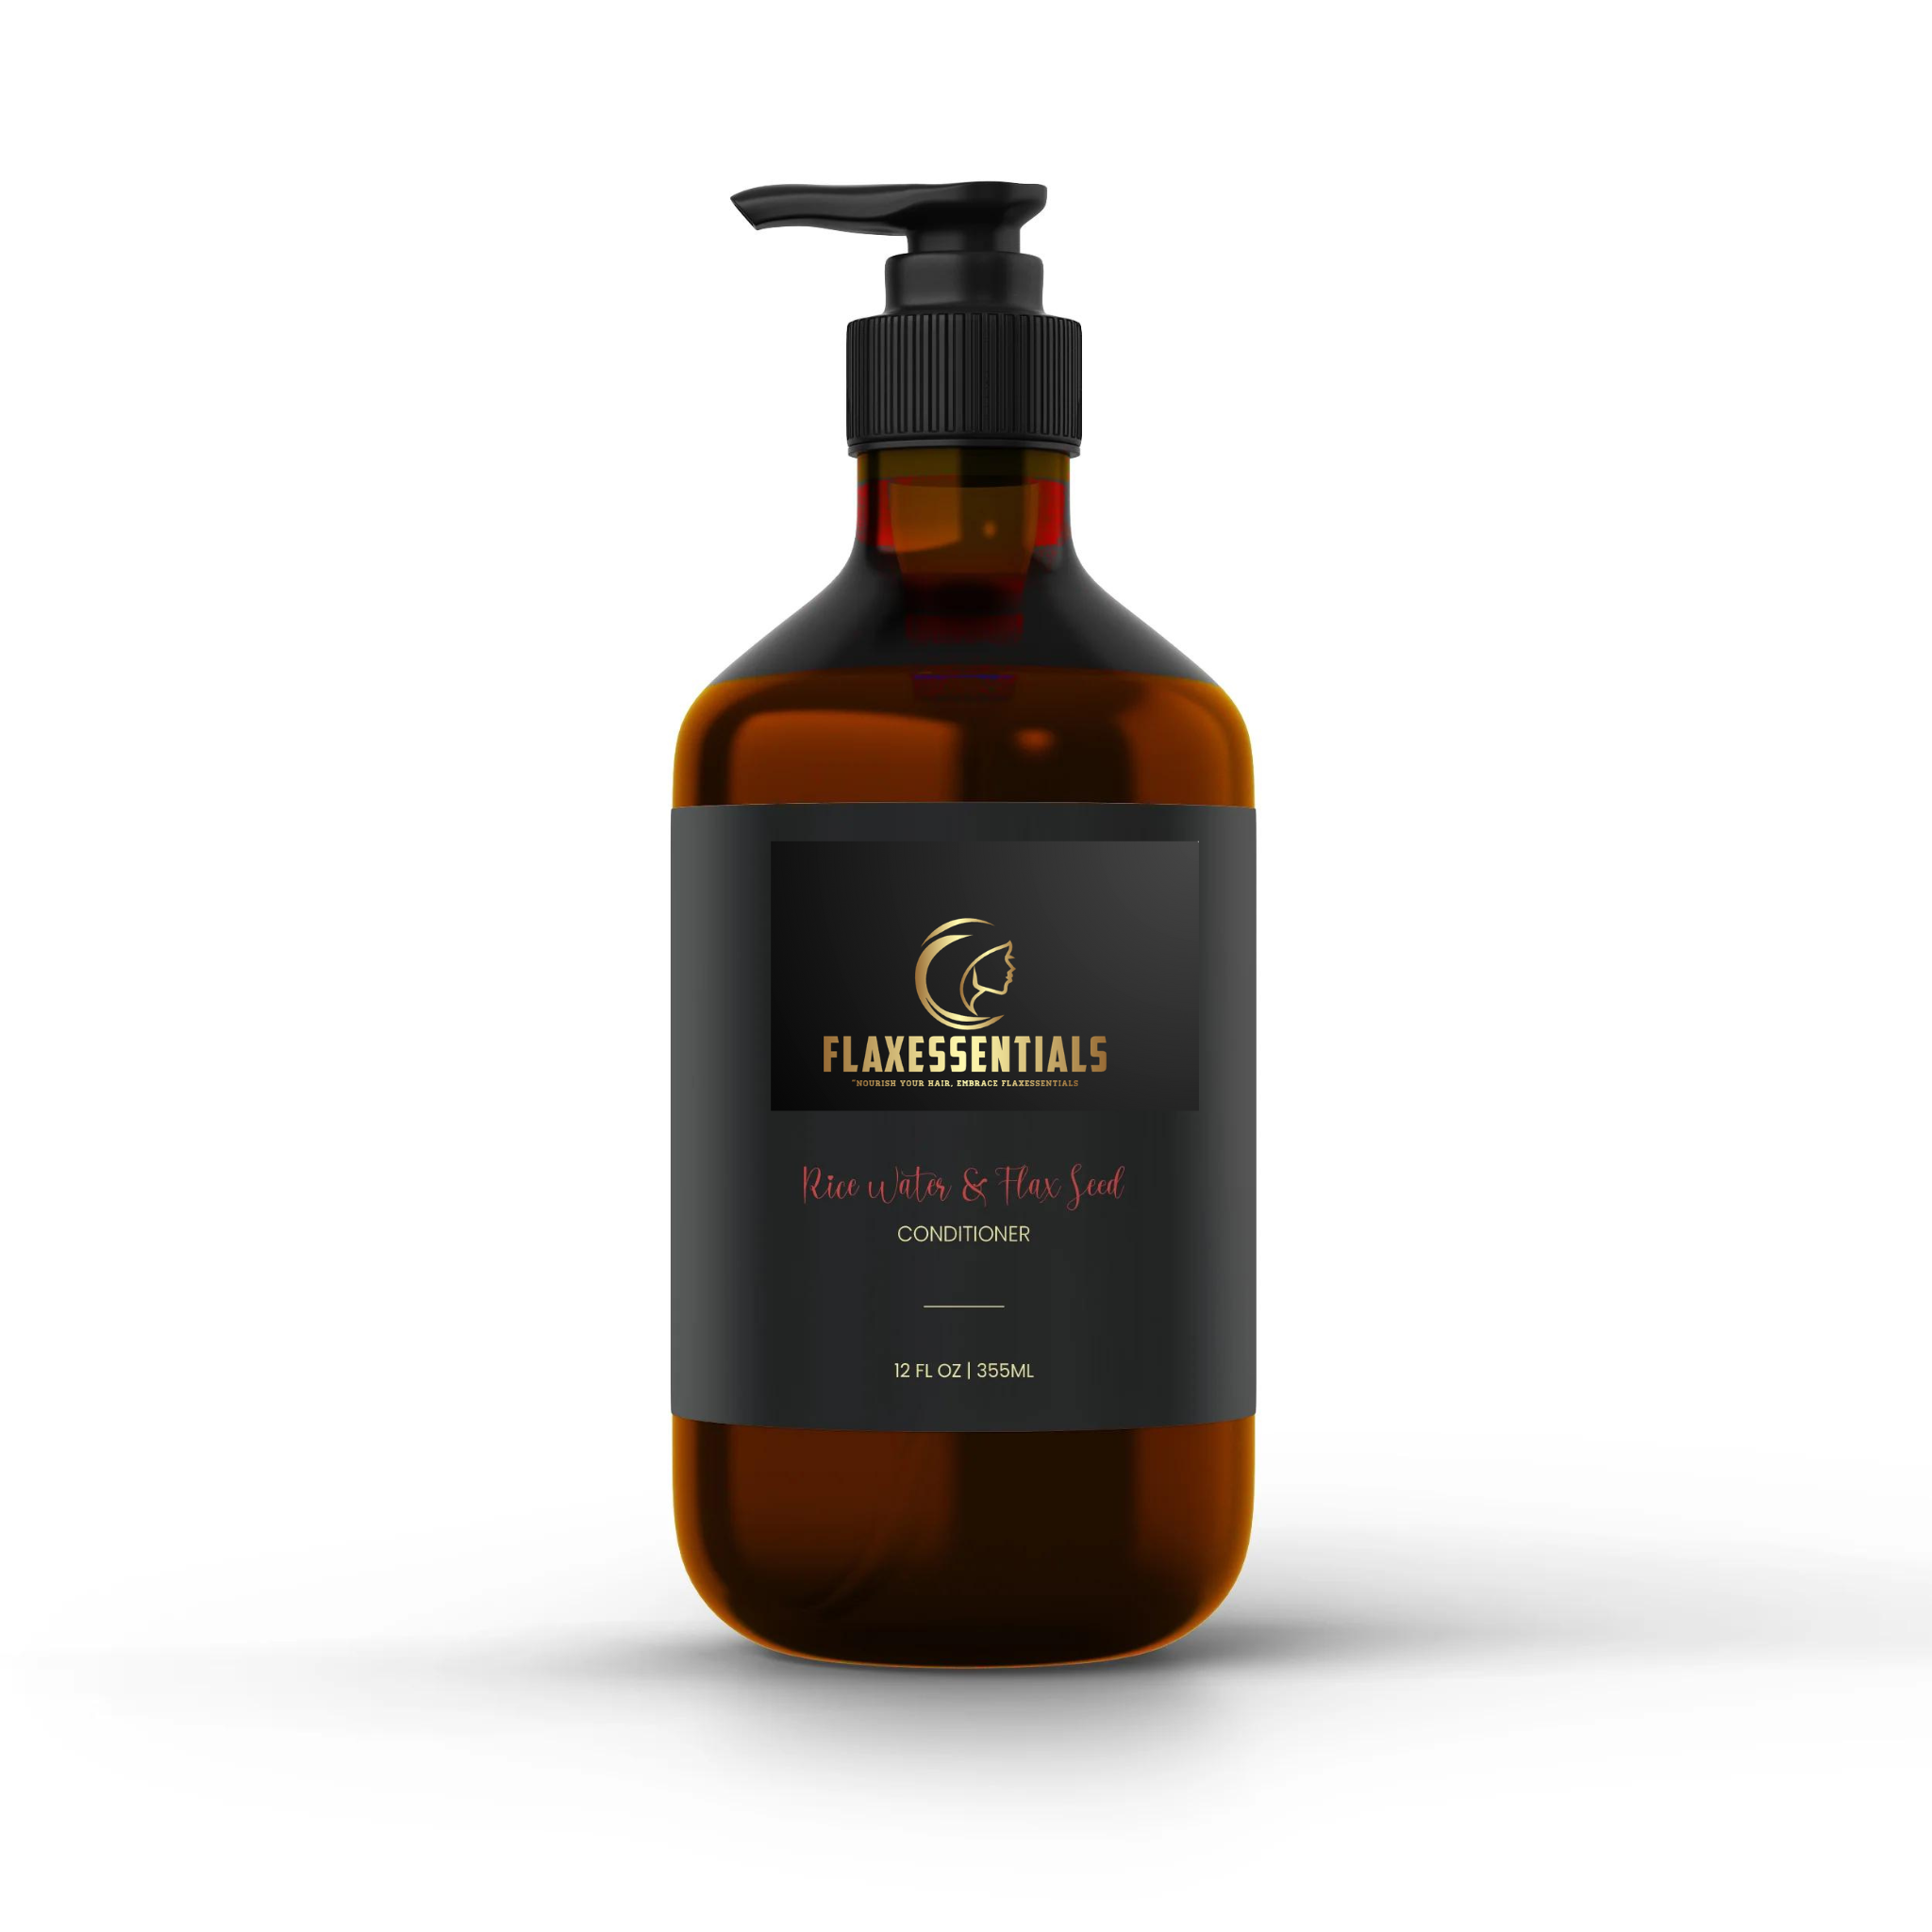 FLAXESSENTIALS
"NOURISH YOUR HAIR, EMBRACE FLAXESSENTIALS
Rice Water & Flax Seed
CONDITIONER
12 FL OZ | 355ML